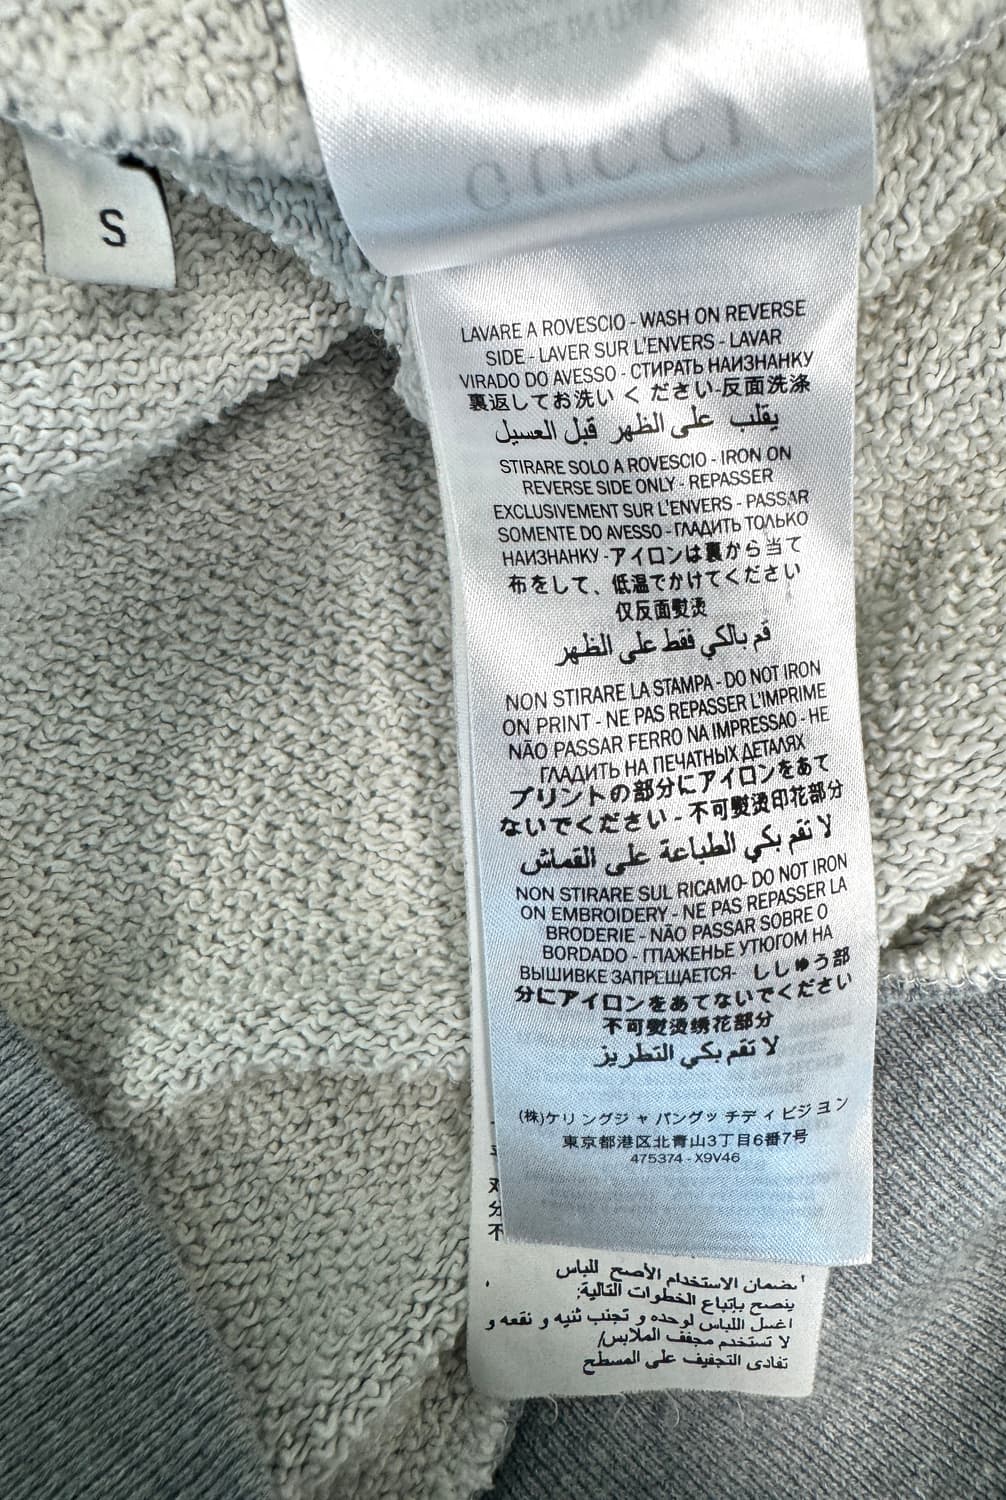 GUCCI
S
LAVARE A ROVESCIO - WASH ON REVERSE
SIDE - LAVER SUR L'ENVERS - LAVAR
VIRADO DO AVESSO - СТИРАТЬ НАИЗНАНКУ
裏返してお洗い く ださい-反面洗涤
يقلب على الظهر قبل الغسيل
STIRARE SOLO A ROVESCIO - IRON ON
REVERSE SIDE ONLY - REPASSER
EXCLUSIVEMENT SUR L'ENVERS - PASSAR
SOMENTE DO AVESSO - ГЛАДИТЬ ТОЛЬКО
НАИЗНАНКУ - アイロンは裏から当て
布をして、低温でかけてください
仅反面熨烫
قم بالكي فقط على الظهر
NON STIRARE LA STAMPA - DO NOT IRON
ON PRINT - NE PAS REPASSER L'IMPRIME
NÃO PASSAR FERRO NA IMPRESSAO - НЕ
ГЛАДИТЬ НА ПЕЧАТНЫХ ДЕТАЛЯХ
プリントの部分にアイロンをあて
ないでください - 不可熨烫印花部分
لا تقم بكي الطباعة على القماش
NON STIRARE SUL RICAMO- DO NOT IRON
ON EMBROIDERY - NE PAS REPASSER LA
BRODERIE - NÃO PASSAR SOBRE O
BORDADO - ГЛАЖЕНЬЕ УТЮГОМ НА
ВЫШИВКЕ ЗАПРЕЩАЕТСЯ- ししゅう部
分にアイロンをあてないでください
不可熨烫绣花部分
لا تقم بكي التطريز
(株)ケリングジャパングッチディビジョン
東京都港区北青山3丁目6番7号
475374 - X9V46
لضمان الاستخدام الأصح للباس
ينصح بإتباع الخطوات التالية:
اغسل اللباس لوحده و تجنب ثنيه و نقعه و
لا تستخدم مجفف الملابس/
تفادى التجفيف على المسطح